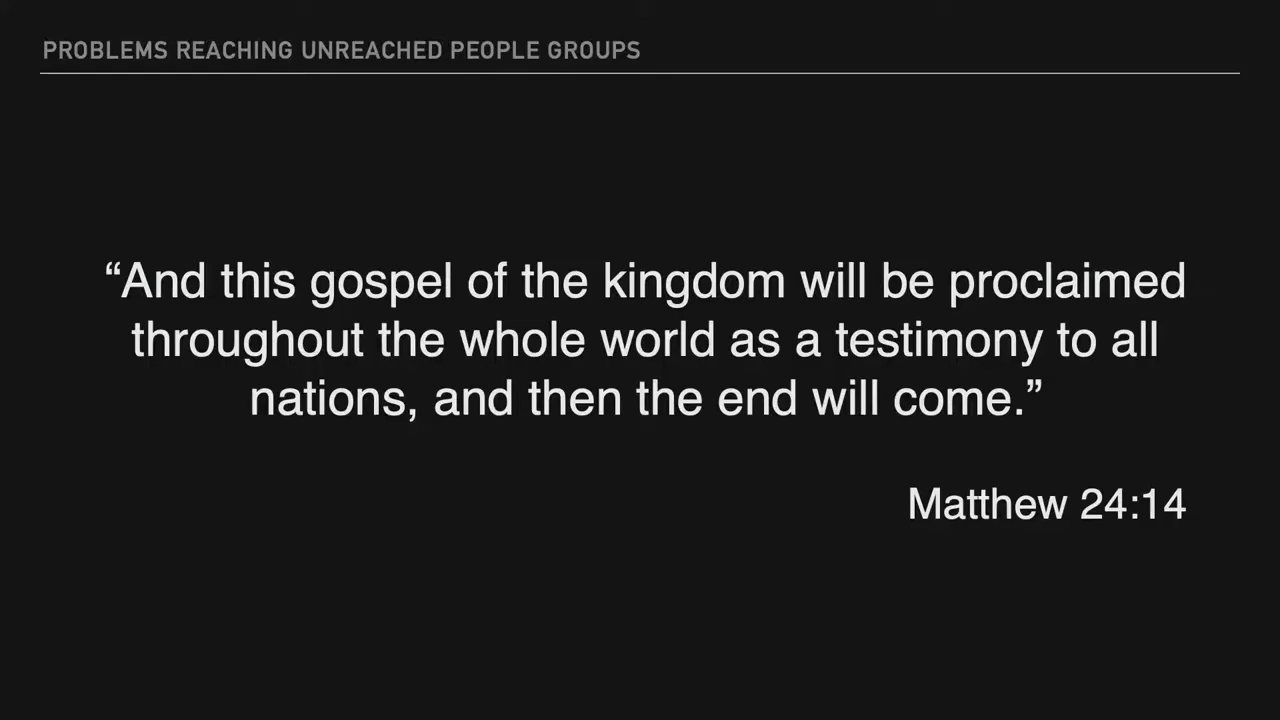 PROBLEMS REACHING UNREACHED PEOPLE GROUPS
“And this gospel of the kingdom will be proclaimed
throughout the whole world as a testimony to all
nations, and then the end will come.”
Matthew 24:14